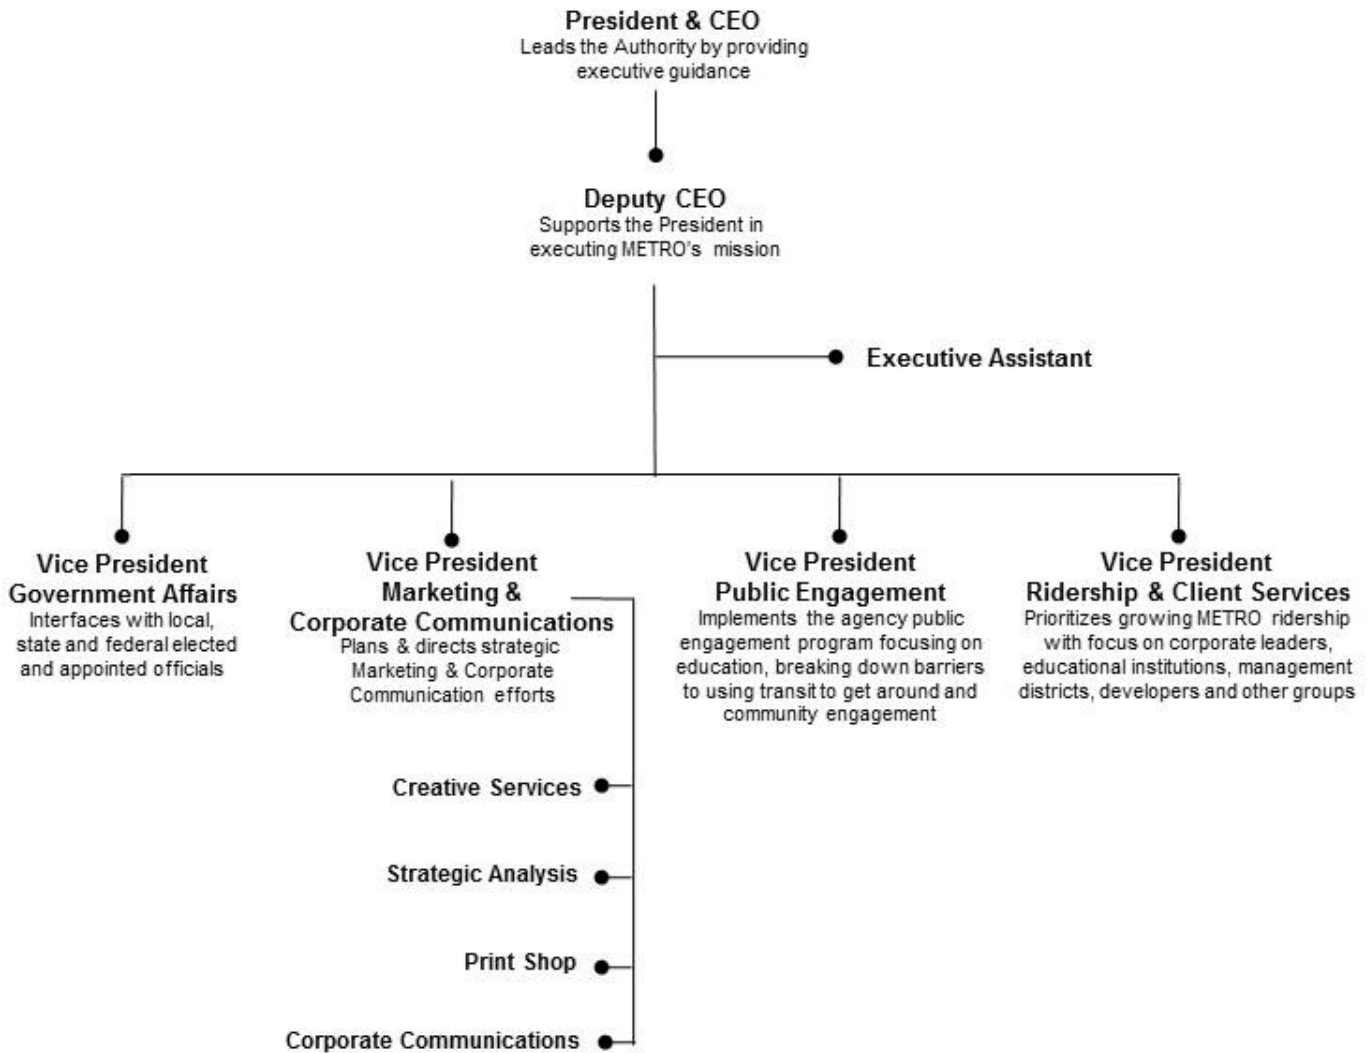 President & CEO
Leads the Authority by providing
executive guidance
Deputy CEO
Supports the President in
executing METRO's mission
Executive Assistant
Vice President
Government Affairs
Interfaces with local,
state and federal elected
and appointed officials
Vice President
Marketing &
Corporate Communications
Plans & directs strategic
Marketing & Corporate
Communication efforts
Vice President
Public Engagement
Implements the agency public
engagement program focusing on
education, breaking down barriers
to using transit to get around and
community engagement
Vice President
Ridership & Client Services
Prioritizes growing METRO ridership
with focus on corporate leaders,
educational institutions, management
districts, developers and other groups
Creative Services
Strategic Analysis
Print Shop
Corporate Communications